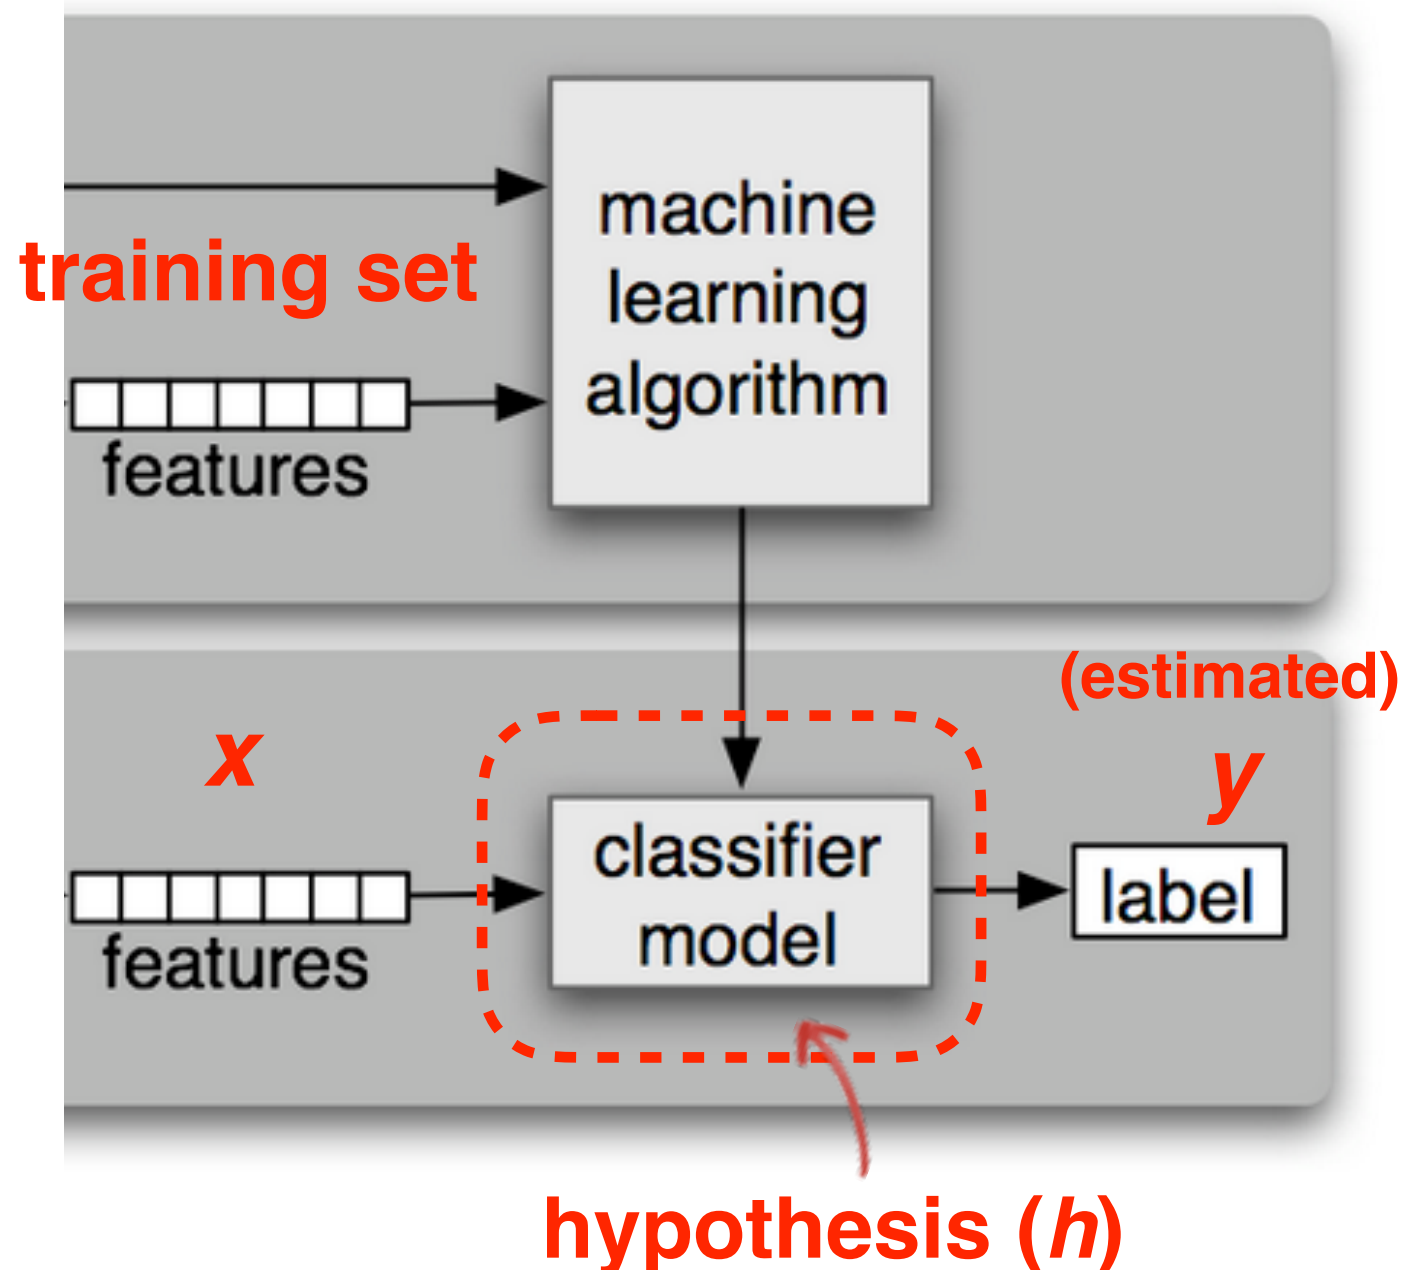 machine
learning
algorithm
training set
features
(estimated)
x
y
classifier
model
label
features
hypothesis (h)